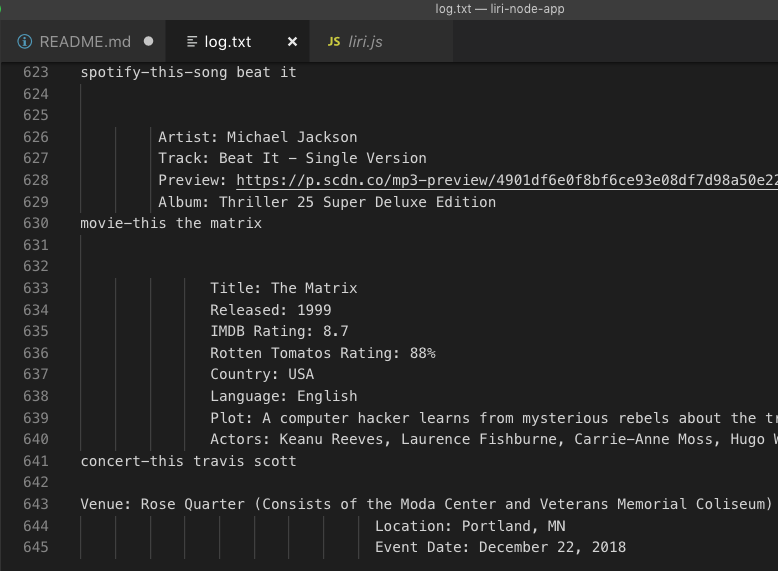 log.txt — liri-node-app
README.md
log.txt
JS liri.js
623 spotify-this-song beat it
624
625
626 Artist: Michael Jackson
627 Track: Beat It - Single Version
628 Preview: https://p.scdn.co/mp3-preview/4901df6e0f8bf6ce93e08df7d98a50e22
629 Album: Thriller 25 Super Deluxe Edition
630 movie-this the matrix
631
632
633 Title: The Matrix
634 Released: 1999
635 IMDB Rating: 8.7
636 Rotten Tomatos Rating: 88%
637 Country: USA
638 Language: English
639 Plot: A computer hacker learns from mysterious rebels about the tr
640 Actors: Keanu Reeves, Laurence Fishburne, Carrie-Anne Moss, Hugo W
641 concert-this travis scott
642
643 Venue: Rose Quarter (Consists of the Moda Center and Veterans Memorial Coliseum)
644 Location: Portland, MN
645 Event Date: December 22, 2018